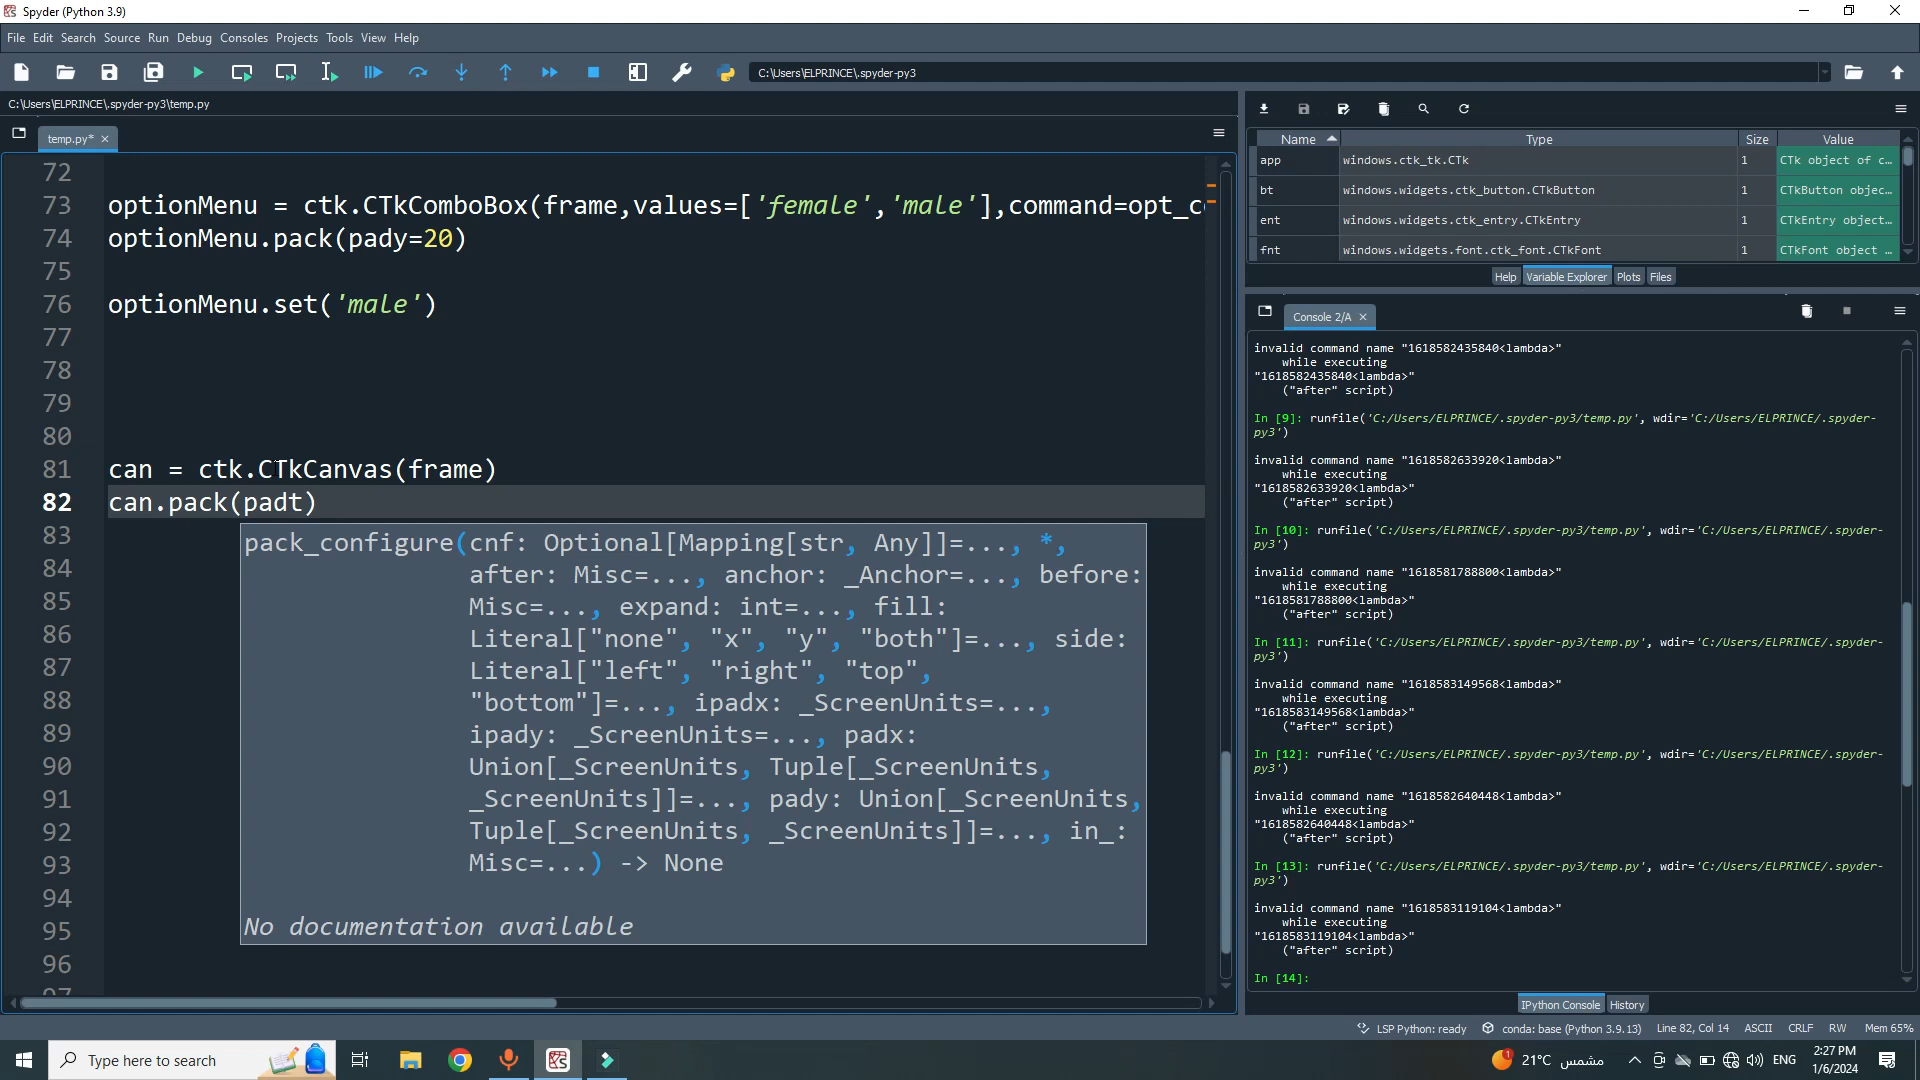 Spyder (Python 3.9)
File Edit Search Source Run Debug Consoles Projects Tools View Help
C:\Users\ELPRINCE\.spyder-py3
C:\Users\ELPRINCE\.spyder-py3\temp.py
temp.py*
72
73 optionMenu = ctk.CTkComboBox(frame,values=['female','male'],command=opt_c
74 optionMenu.pack(pady=20)
75
76 optionMenu.set('male')
77
78
79
80
81 can = ctk.CTkCanvas(frame)
82 can.pack(padt)
83
84
85
86
87
88
89
90
91
92
93
94
95
96
97
pack_configure(cnf: Optional[Mapping[str, Any]]=..., *,
after: Misc=..., anchor: _Anchor=..., before:
Misc=..., expand: int=..., fill:
Literal["none", "x", "y", "both"]=..., side:
Literal["left", "right", "top",
"bottom"]=..., ipadx: _ScreenUnits=...,
ipady: _ScreenUnits=..., padx:
Union[_ScreenUnits, Tuple[_ScreenUnits,
_ScreenUnits]]=..., pady: Union[_ScreenUnits,
Tuple[_ScreenUnits, _ScreenUnits]]=..., in_:
Misc=...) -> None
No documentation available
Name Type Size Value
app windows.ctk_tk.CTk 1 CTk object of c…
bt windows.widgets.ctk_button.CTkButton 1 CTkButton objec…
ent windows.widgets.ctk_entry.CTkEntry 1 CTkEntry object…
fnt windows.widgets.font.ctk_font.CTkFont 1 CTkFont object …
Help Variable Explorer Plots Files
Console 2/A
invalid command name "1618582435840<lambda>"
while executing
"1618582435840<lambda>"
("after" script)
In [9]: runfile('C:/Users/ELPRINCE/.spyder-py3/temp.py', wdir='C:/Users/ELPRINCE/.spyder-
py3')
invalid command name "1618582633920<lambda>"
while executing
"1618582633920<lambda>"
("after" script)
In [10]: runfile('C:/Users/ELPRINCE/.spyder-py3/temp.py', wdir='C:/Users/ELPRINCE/.spyder-
py3')
invalid command name "1618581788800<lambda>"
while executing
"1618581788800<lambda>"
("after" script)
In [11]: runfile('C:/Users/ELPRINCE/.spyder-py3/temp.py', wdir='C:/Users/ELPRINCE/.spyder-
py3')
invalid command name "1618583149568<lambda>"
while executing
"1618583149568<lambda>"
("after" script)
In [12]: runfile('C:/Users/ELPRINCE/.spyder-py3/temp.py', wdir='C:/Users/ELPRINCE/.spyder-
py3')
invalid command name "1618582640448<lambda>"
while executing
"1618582640448<lambda>"
("after" script)
In [13]: runfile('C:/Users/ELPRINCE/.spyder-py3/temp.py', wdir='C:/Users/ELPRINCE/.spyder-
py3')
invalid command name "1618583119104<lambda>"
while executing
"1618583119104<lambda>"
("after" script)
In [14]:
IPython Console History
LSP Python: ready conda: base (Python 3.9.13) Line 82, Col 14 ASCII CRLF RW Mem 65%
Type here to search
1 21°C مشمس ENG 2:27 PM
1/6/2024